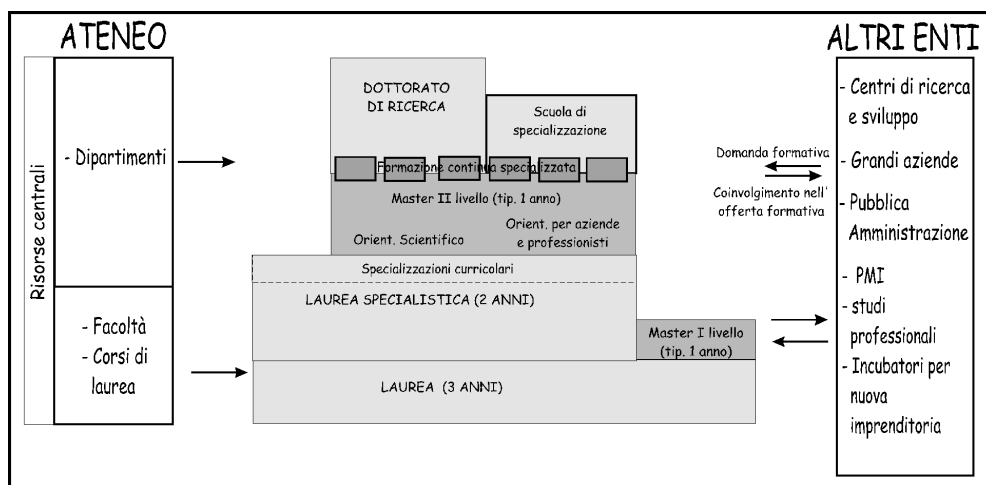 ATENEO
Risorse centrali
- Dipartimenti
- Facoltà
- Corsi di
laurea
DOTTORATO
DI RICERCA
Scuola di
specializzazione
Formazione continua specializzata
Master II livello (tip. 1 anno)
Orient. Scientifico
Orient. per aziende
e professionisti
Specializzazioni curricolari
LAUREA SPECIALISTICA (2 ANNI)
Master I livello
(tip. 1 anno)
LAUREA (3 ANNI)
Domanda formativa
Coinvolgimento nell'
offerta formativa
ALTRI ENTI
- Centri di ricerca
e sviluppo
- Grandi aziende
- Pubblica
Amministrazione
- PMI
- studi
professionali
- Incubatori per
nuova
imprenditoria